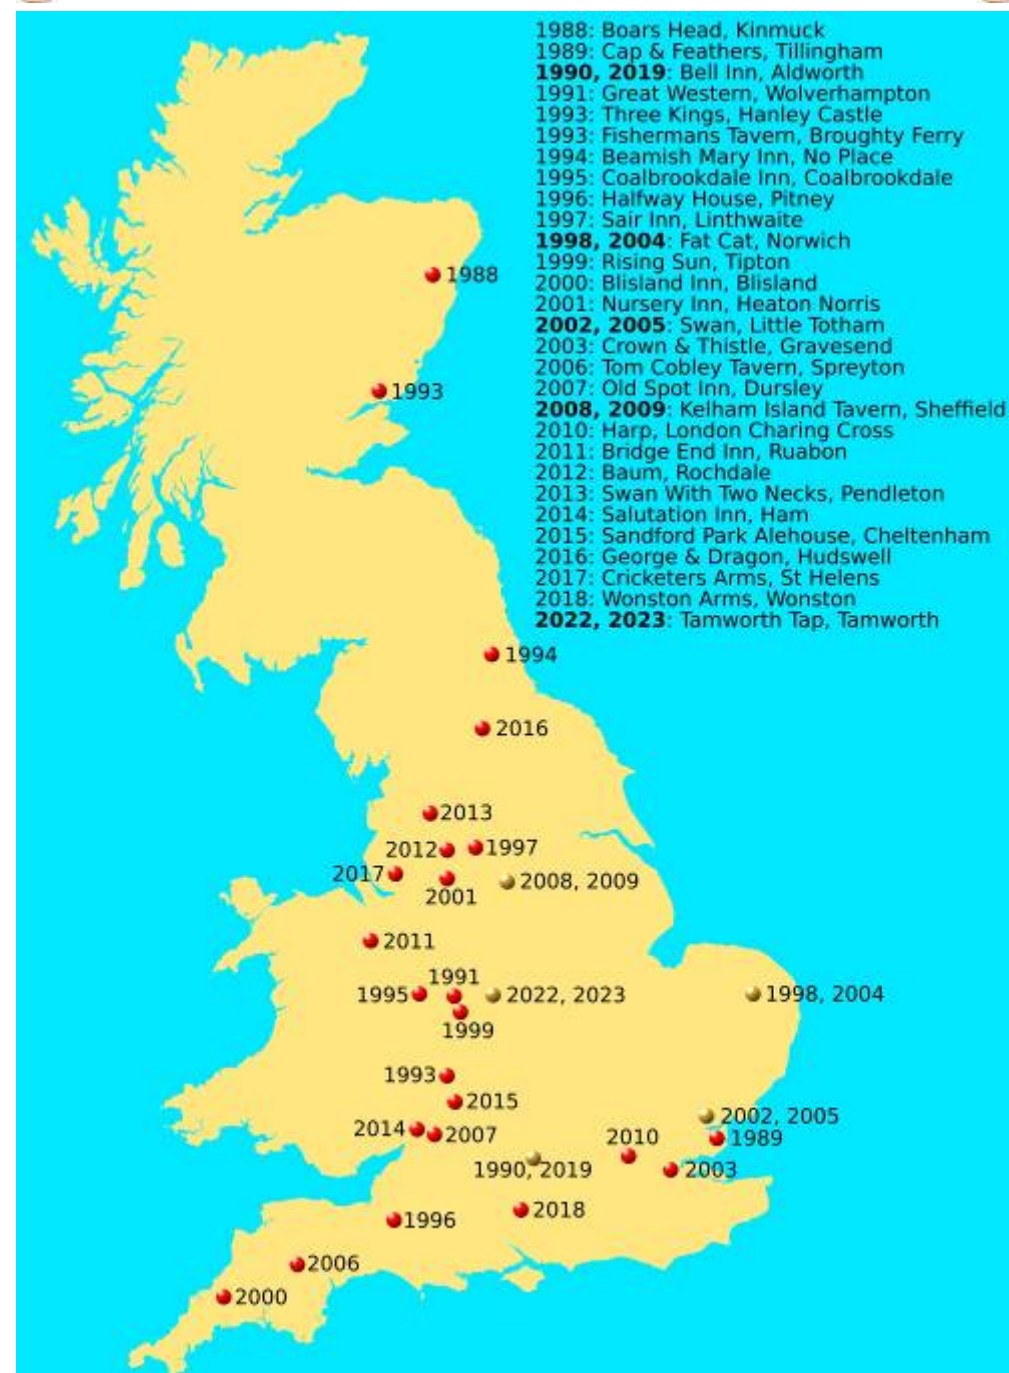 1988: Boars Head, Kinmuck
1989: Cap & Feathers, Tillingham
1990, 2019: Bell Inn, Aldworth
1991: Great Western, Wolverhampton
1993: Three Kings, Hanley Castle
1993: Fishermans Tavern, Broughty Ferry
1994: Beamish Mary Inn, No Place
1995: Coalbrookdale Inn, Coalbrookdale
1996: Halfway House, Pitney
1997: Sair Inn, Linthwaite
1998, 2004: Fat Cat, Norwich
1999: Rising Sun, Tipton
2000: Blisland Inn, Blisland
2001: Nursery Inn, Heaton Norris
2002, 2005: Swan, Little Totham
2003: Crown & Thistle, Gravesend
2006: Tom Cobley Tavern, Spreyton
2007: Old Spot Inn, Dursley
2008, 2009: Kelham Island Tavern, Sheffield
2010: Harp, London Charing Cross
2011: Bridge End Inn, Ruabon
2012: Baum, Rochdale
2013: Swan With Two Necks, Pendleton
2014: Salutation Inn, Ham
2015: Sandford Park Alehouse, Cheltenham
2016: George & Dragon, Hudswell
2017: Cricketers Arms, St Helens
2018: Wonston Arms, Wonston
2022, 2023: Tamworth Tap, Tamworth
1988
1993
1994
2016
2013
2012
1997
2017
2008, 2009
2001
2011
1991
1995
2022, 2023
1998, 2004
1999
1993
2015
2002, 2005
2014
2007
2010
1989
1990, 2019
2003
2018
1996
2006
2000